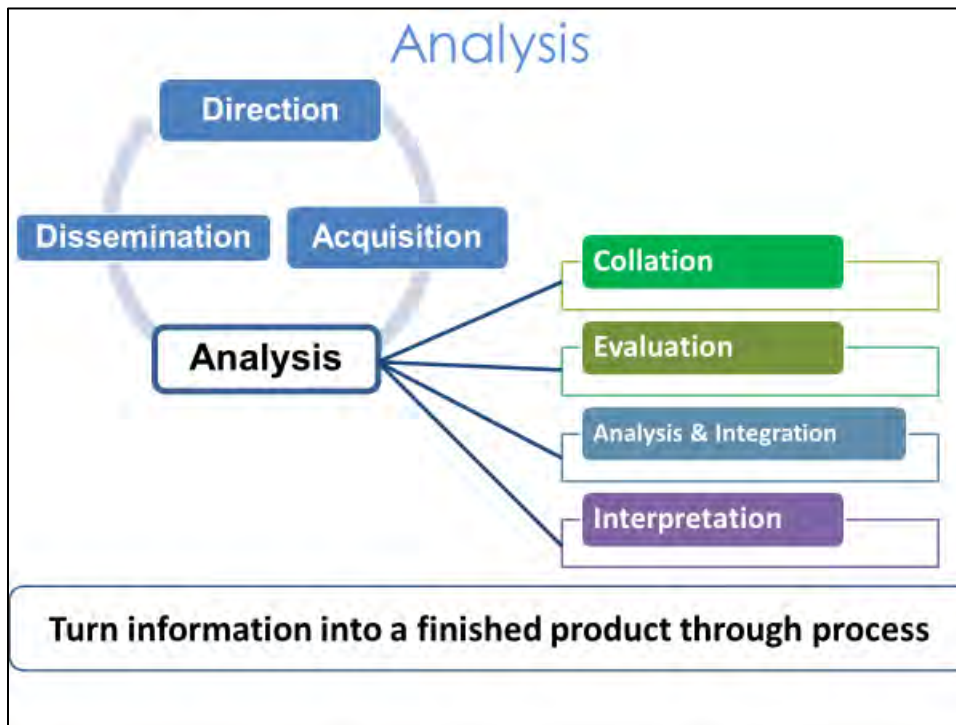 Analysis
Direction
Dissemination
Acquisition
Analysis
Collation
Evaluation
Analysis & Integration
Interpretation
Turn information into a finished product through process